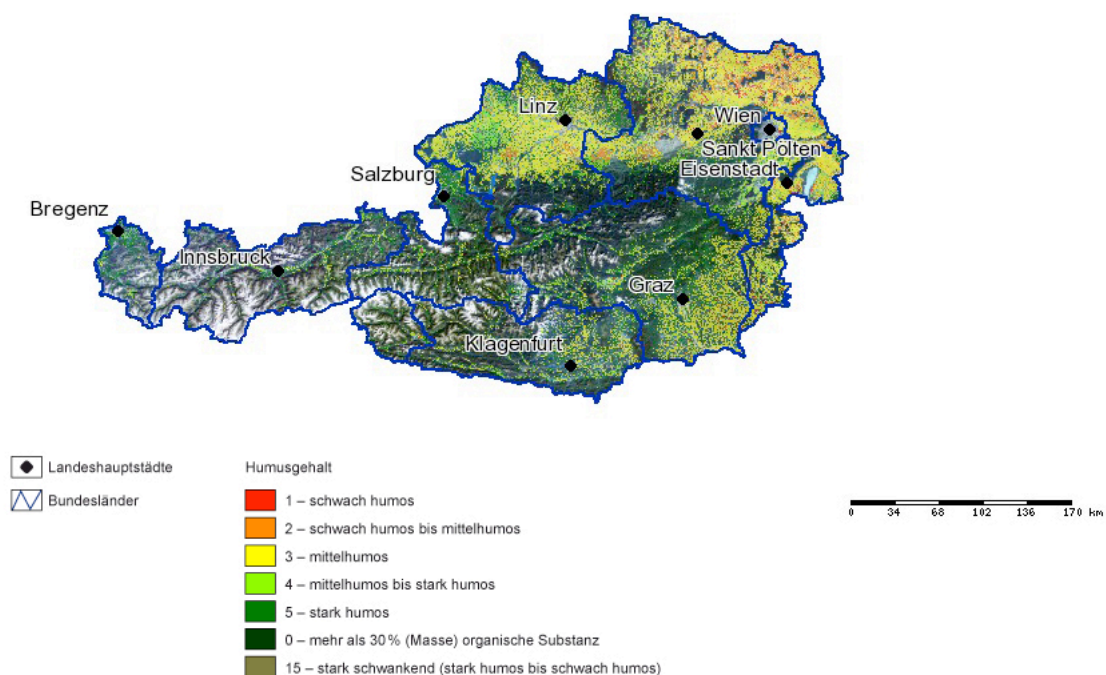 Linz
Wien
Sankt Pölten
Eisenstadt
Salzburg
Bregenz
Innsbruck
Graz
Klagenfurt
Landeshauptstädte
Bundesländer
Humusgehalt
1 – schwach humos
2 – schwach humos bis mittelhumos
3 – mittelhumos
4 – mittelhumos bis stark humos
5 – stark humos
0 – mehr als 30 % (Masse) organische Substanz
15 – stark schwankend (stark humos bis schwach humos)
0 34 68 102 136 170 km